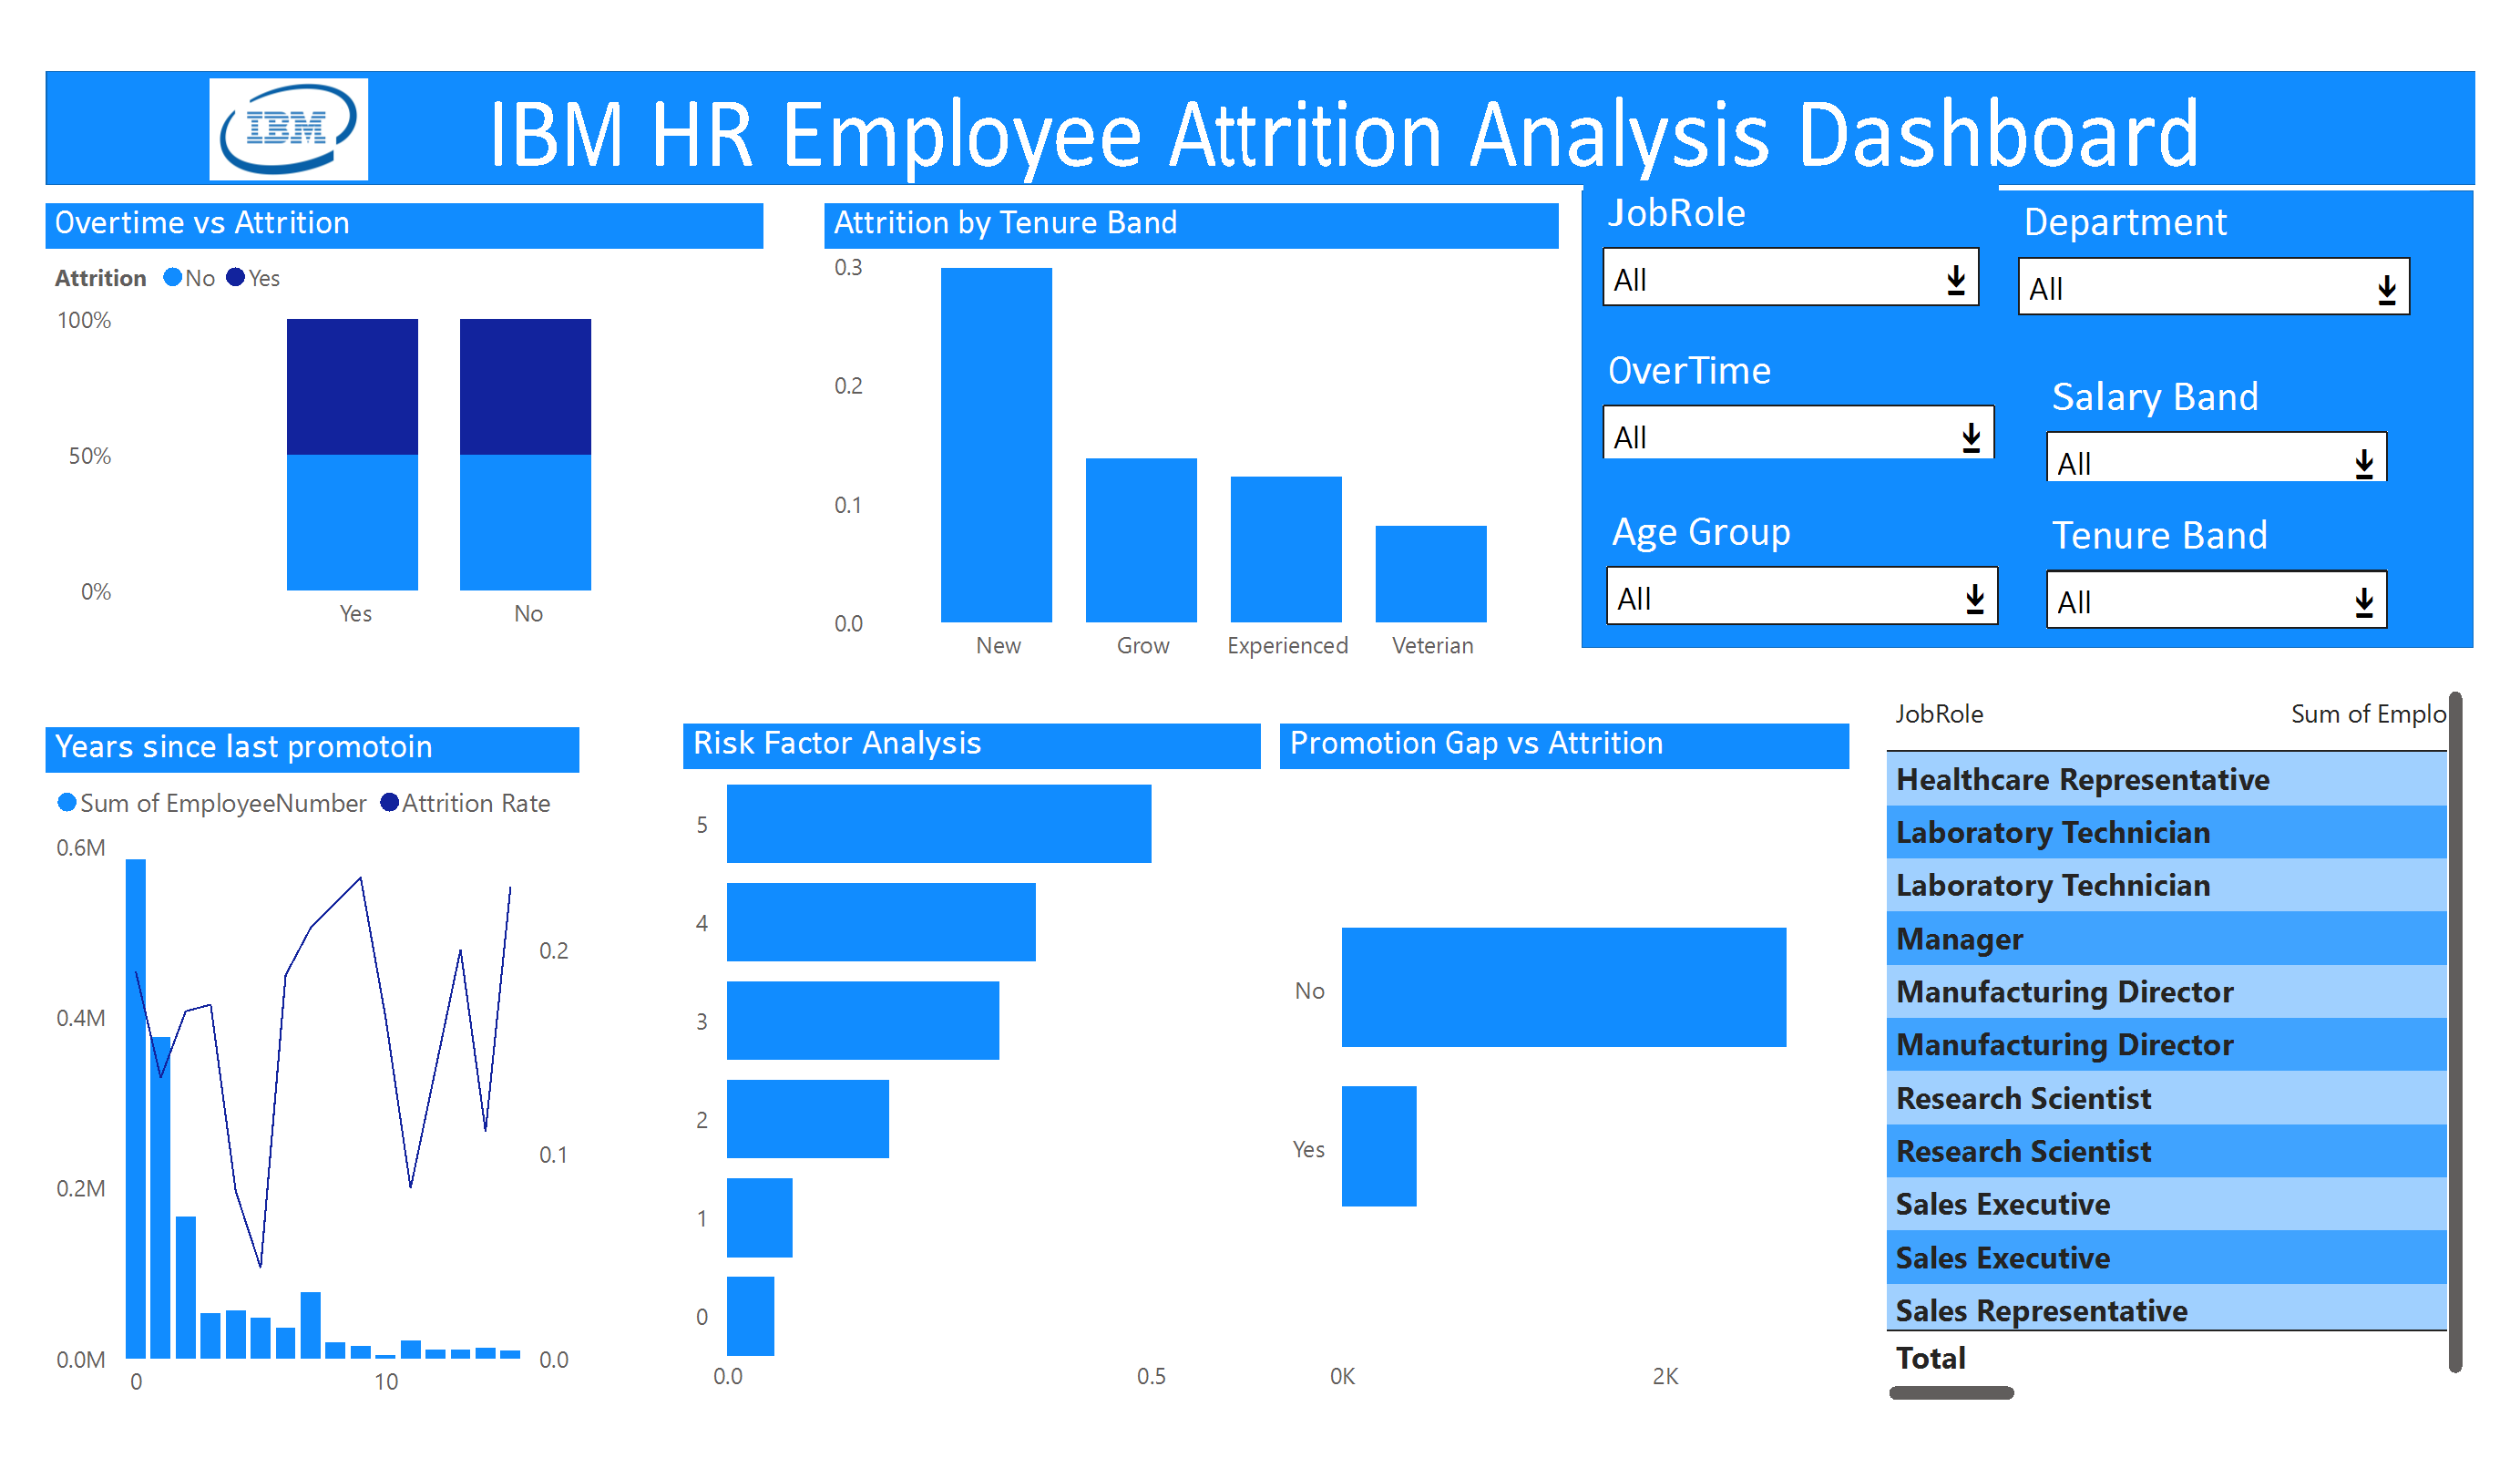 IBM
IBM HR Employee Attrition Analysis Dashboard
Overtime vs Attrition
Attrition No Yes
100%
50%
0%
Yes No
Attrition by Tenure Band
0.3
0.2
0.1
0.0
New Grow Experienced Veterian
JobRole
All
Department
All
OverTime
All
Salary Band
All
Age Group
All
Tenure Band
All
Years since last promotoin
Sum of EmployeeNumber Attrition Rate
0.6M
0.4M
0.2M
0.0M
0.2
0.1
0.0
0 10
Risk Factor Analysis
5
4
3
2
1
0
0.0 0.5
Promotion Gap vs Attrition
No
Yes
0K 2K
JobRole Sum of Emplo
Healthcare Representative
Laboratory Technician
Laboratory Technician
Manager
Manufacturing Director
Manufacturing Director
Research Scientist
Research Scientist
Sales Executive
Sales Executive
Sales Representative
Total